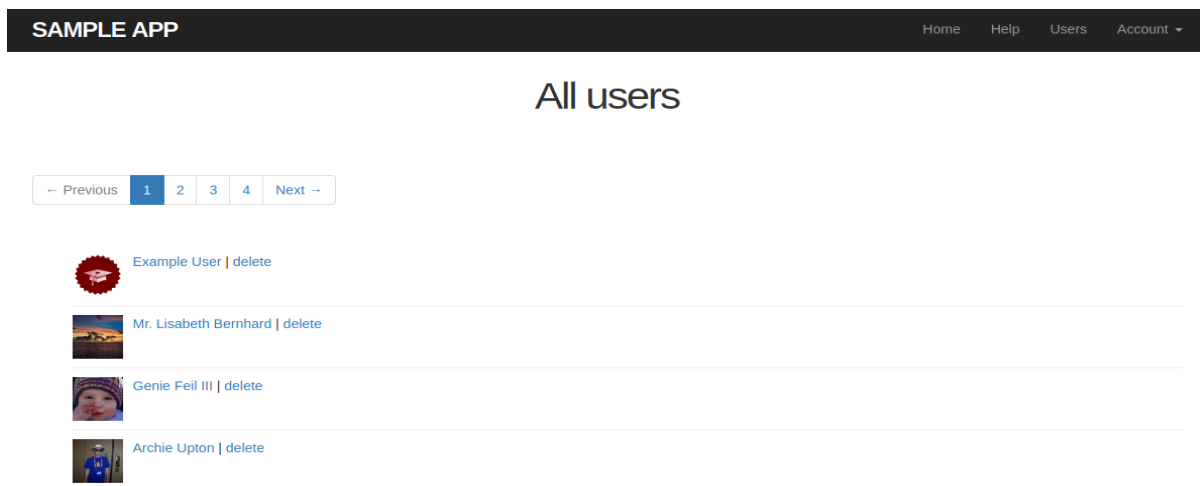 SAMPLE APP Home Help Users Account
All users
← Previous 1 2 3 4 Next →
Example User | delete
Mr. Lisabeth Bernhard | delete
Genie Feil III | delete
Archie Upton | delete